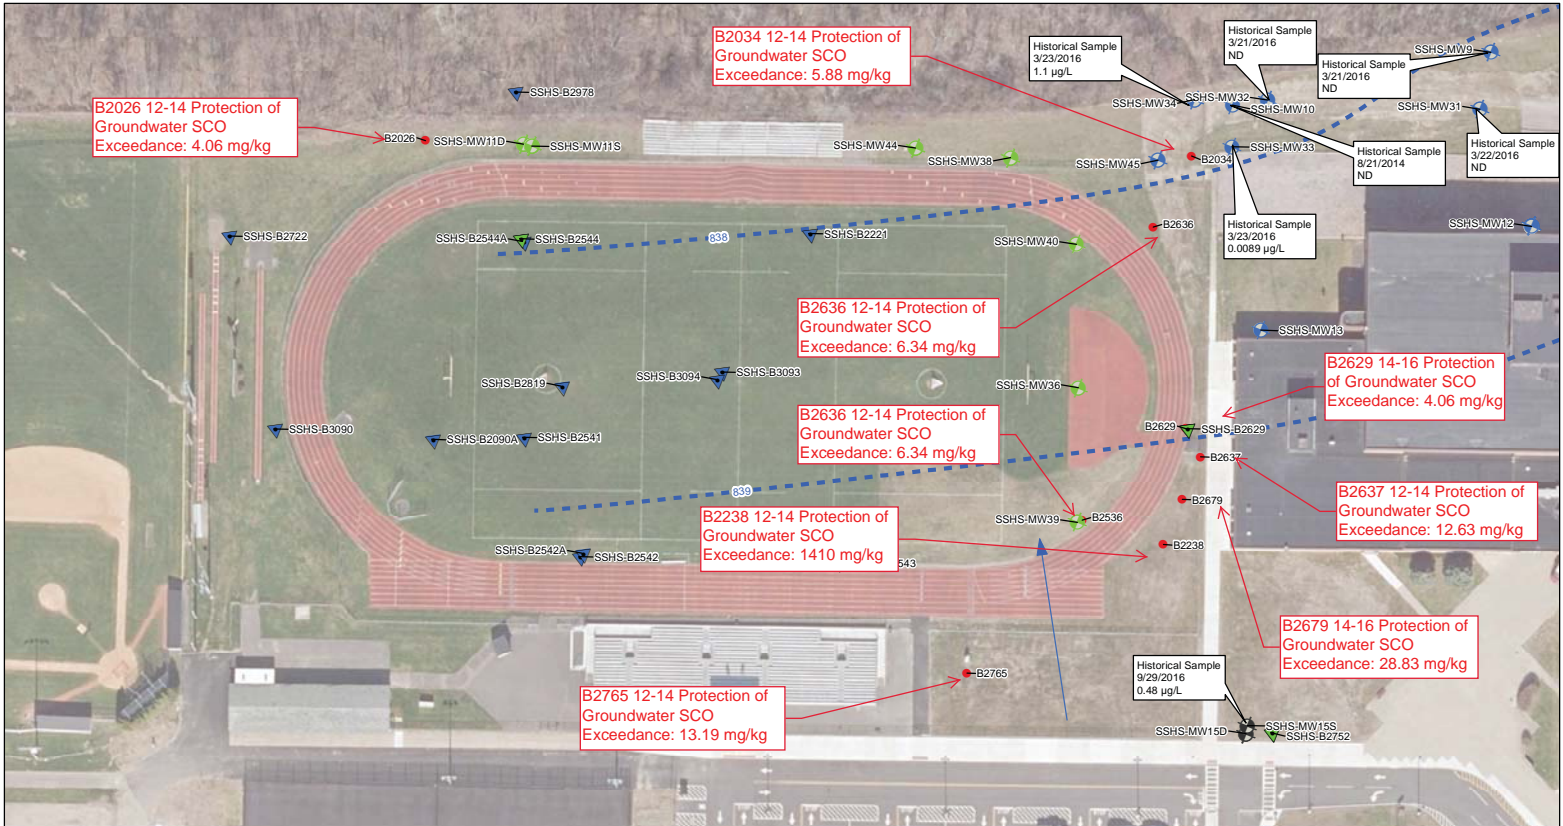 B2034 12-14 Protection of
Groundwater SCO
Exceedance: 5.88 mg/kg
Historical Sample
3/23/2016
1.1 µg/L
Historical Sample
3/21/2016
ND
Historical Sample
3/21/2016
ND
SSHS-MW9
B2026 12-14 Protection of
Groundwater SCO
Exceedance: 4.06 mg/kg
SSHS-B2978
SSHS-MW34
SSHS-MW32
SSHS-MW10
SSHS-MW31
B2026
SSHS-MW11D
SSHS-MW11S
SSHS-MW44
SSHS-MW38
SSHS-MW45
B2034
SSHS-MW33
Historical Sample
8/21/2014
ND
Historical Sample
3/22/2016
ND
SSHS-B2722
SSHS-B2544A
SSHS-B2544
838
SSHS-B2221
SSHS-MW40
B2636
Historical Sample
3/23/2016
0.0089 µg/L
SSHS-MW12
B2636 12-14 Protection of
Groundwater SCO
Exceedance: 6.34 mg/kg
SSHS-MW13
SSHS-B2819
SSHS-B3094
SSHS-B3093
SSHS-MW36
B2629 14-16 Protection
of Groundwater SCO
Exceedance: 4.06 mg/kg
SSHS-B3090
SSHS-B2090A
SSHS-B2541
B2636 12-14 Protection of
Groundwater SCO
Exceedance: 6.34 mg/kg
B2629
SSHS-B2629
B2637
839
B2679
B2637 12-14 Protection of
Groundwater SCO
Exceedance: 12.63 mg/kg
B2238 12-14 Protection of
Groundwater SCO
Exceedance: 1410 mg/kg
SSHS-MW39
B2536
B2238
SSHS-B2542A
SSHS-B2542
543
B2679 14-16 Protection of
Groundwater SCO
Exceedance: 28.83 mg/kg
B2765
B2765 12-14 Protection of
Groundwater SCO
Exceedance: 13.19 mg/kg
Historical Sample
9/29/2016
0.48 µg/L
SSHS-MW15D
SSHS-MW15S
SSHS-B2752